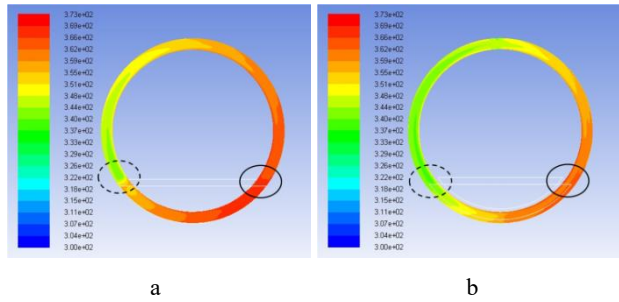 3.73e+02
3.69e+02
3.66e+02
3.62e+02
3.58e+02
3.55e+02
3.51e+02
3.48e+02
3.44e+02
3.40e+02
3.37e+02
3.33e+02
3.29e+02
3.26e+02
3.22e+02
3.18e+02
3.15e+02
3.11e+02
3.07e+02
3.04e+02
3.00e+02
3.73e+02
3.69e+02
3.66e+02
3.62e+02
3.58e+02
3.55e+02
3.51e+02
3.48e+02
3.44e+02
3.40e+02
3.37e+02
3.33e+02
3.29e+02
3.26e+02
3.22e+02
3.18e+02
3.15e+02
3.11e+02
3.07e+02
3.04e+02
3.00e+02
a
b